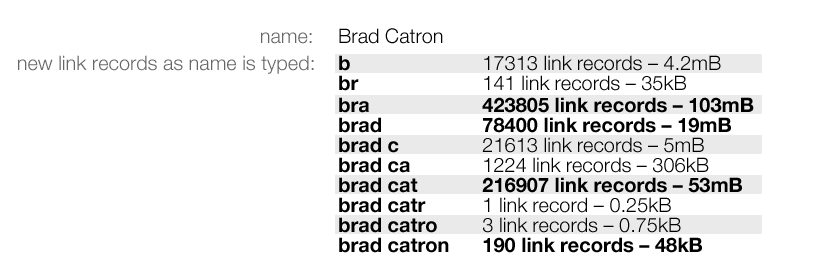 name: Brad Catron
new link records as name is typed: b 17313 link records – 4.2mB
br 141 link records – 35kB
bra 423805 link records – 103mB
brad 78400 link records – 19mB
brad c 21613 link records – 5mB
brad ca 1224 link records – 306kB
brad cat 216907 link records – 53mB
brad catr 1 link record – 0.25kB
brad catro 3 link records – 0.75kB
brad catron 190 link records – 48kB